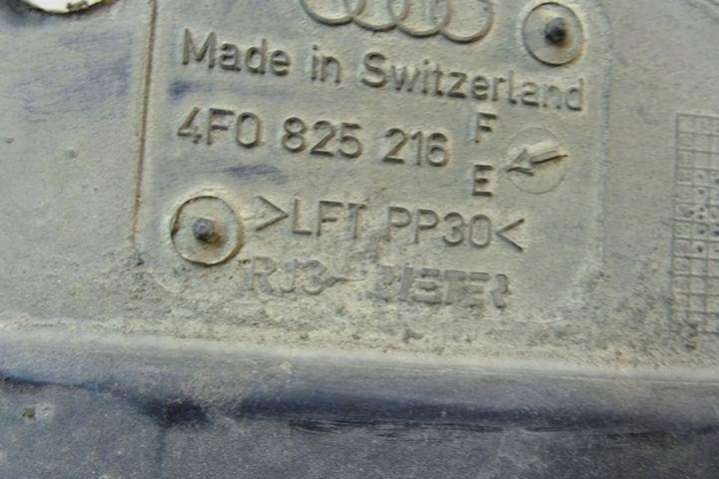 Made in Switzerland
4F0 825 216 F
E
>LFT PP30<